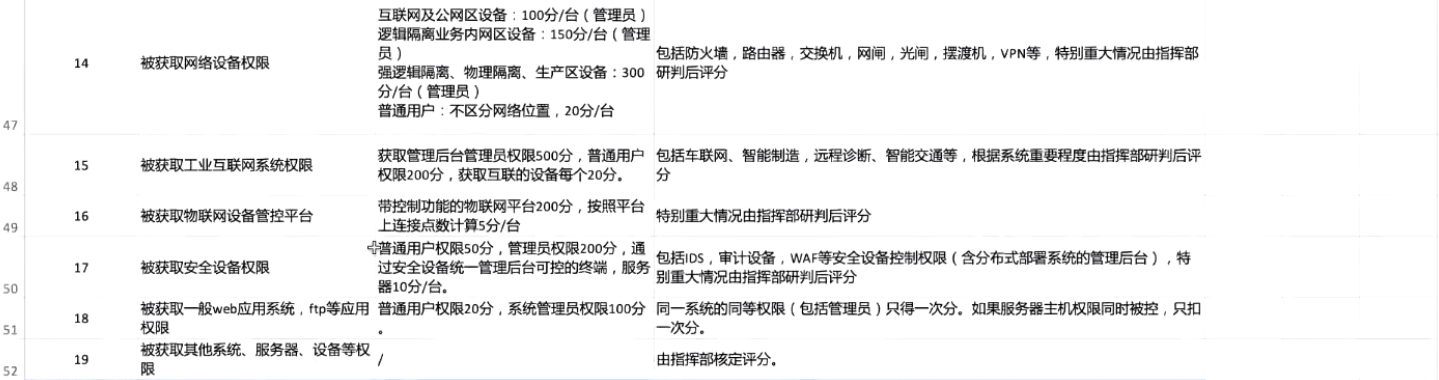 互联网及公网区设备：100分/台（管理员）
逻辑隔离业务内网区设备：150分/台（管理
员）
强逻辑隔离、物理隔离、生产区设备：300
分/台（管理员）
普通用户：不区分网络位置，20分/台
14
被获取网络设备权限
包括防火墙，路由器，交换机，网闸，光闸，摆渡机，VPN等，特别重大情况由指挥部
研判后评分
47
15
被获取工业互联网系统权限
获取管理后台管理员权限500分，普通用户
权限200分，获取互联的设备每个20分。
包括车联网、智能制造，远程诊断、智能交通等，根据系统重要程度由指挥部研判后评
分
48
16
被获取物联网设备管控平台
带控制功能的物联网平台200分，按照平台
上连接点数计算5分/台
特别重大情况由指挥部研判后评分
49
17
被获取安全设备权限
普通用户权限50分，管理员权限200分，通
过安全设备统一管理后台可控的终端，服务
器10分/台。
包括IDS，审计设备，WAF等安全设备控制权限（含分布式部署系统的管理后台），特
别重大情况由指挥部研判后评分
50
18
被获取一般web应用系统，ftp等应用
权限
普通用户权限20分，系统管理员权限100分
。
同一系统的同等权限（包括管理员）只得一次分。如果服务器主机权限同时被控，只扣
一次分。
51
19
被获取其他系统、服务器、设备等权
限
/
由指挥部核定评分。
52